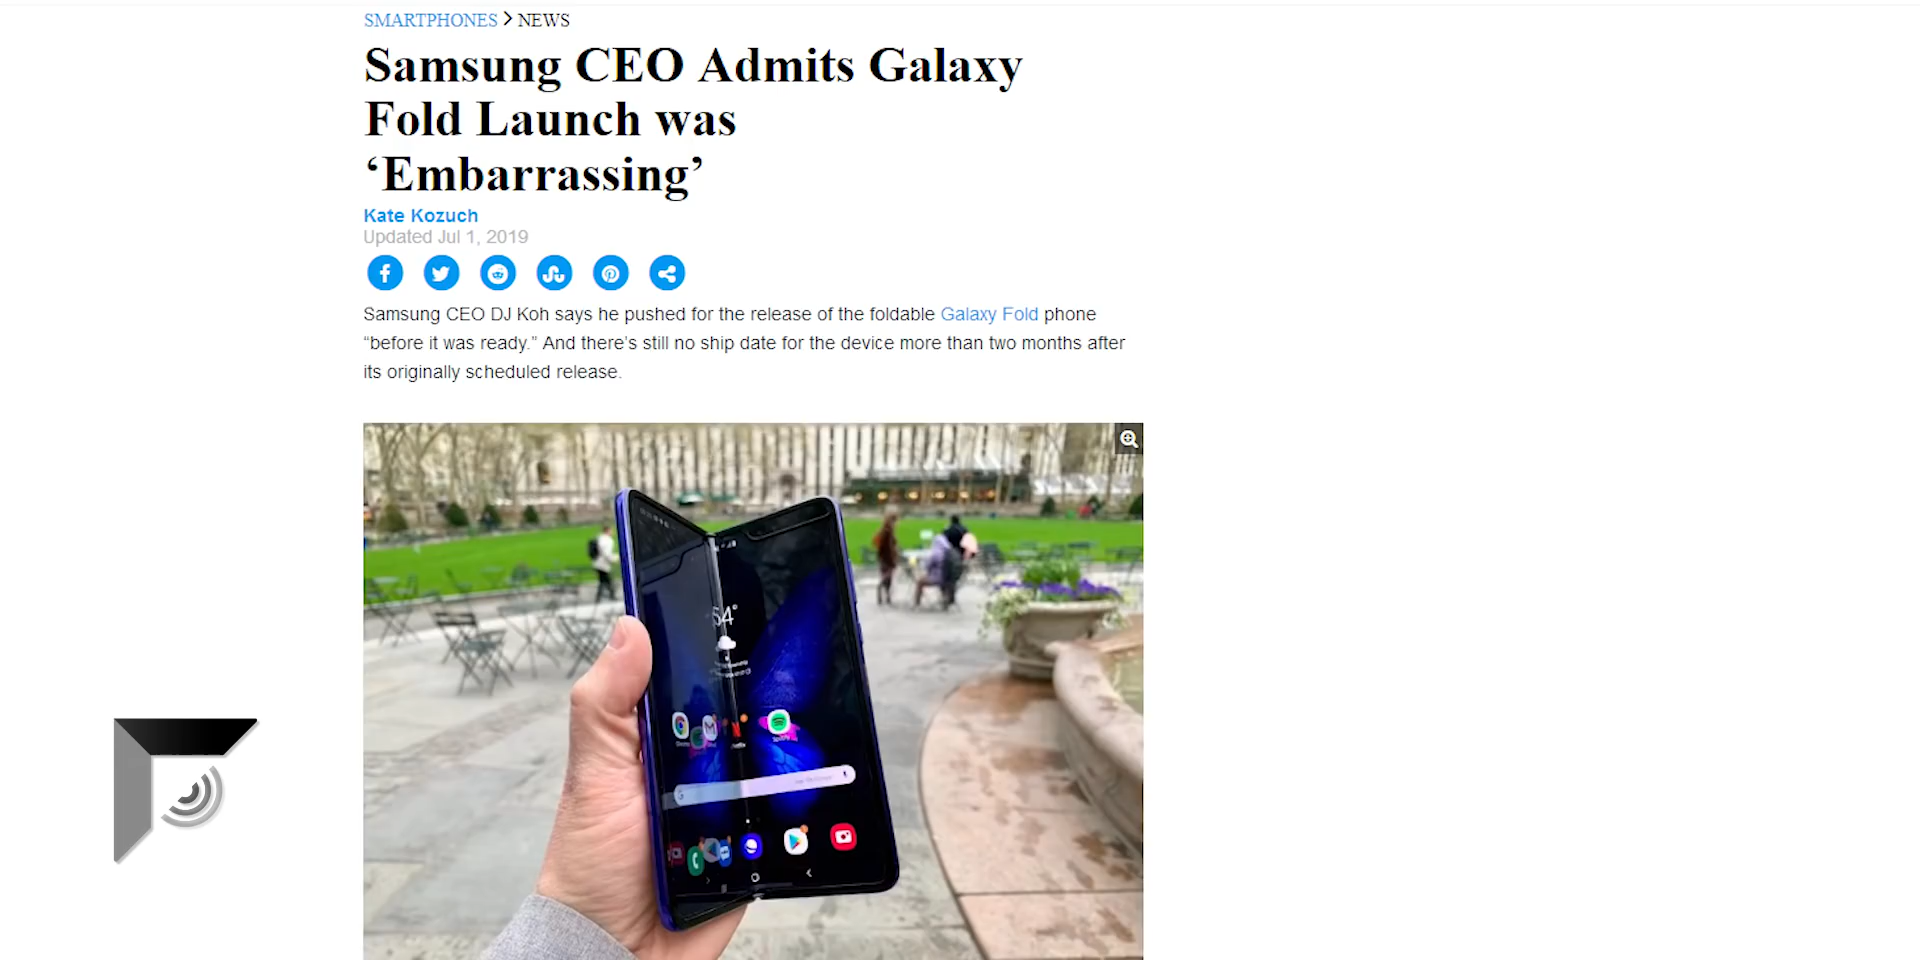 SMARTPHONES > NEWS
Samsung CEO Admits Galaxy
Fold Launch was
‘Embarrassing’
Kate Kozuch
Updated Jul 1, 2019
Samsung CEO DJ Koh says he pushed for the release of the foldable Galaxy Fold phone
“before it was ready.” And there’s still no ship date for the device more than two months after
its originally scheduled release.
54°